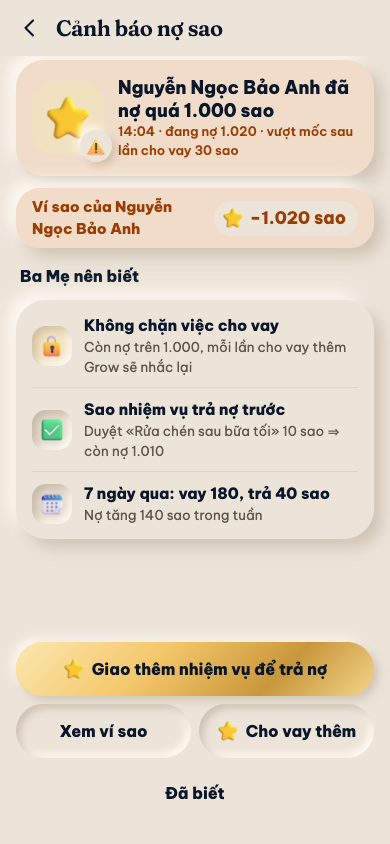 Cảnh báo nợ sao
Nguyễn Ngọc Bảo Anh đã
nợ quá 1.000 sao
14:04 · đang nợ 1.020 · vượt mốc sau
lần cho vay 30 sao
Ví sao của Nguyễn
Ngọc Bảo Anh
−1.020 sao
Ba Mẹ nên biết
Không chặn việc cho vay
Còn nợ trên 1.000, mỗi lần cho vay thêm
Grow sẽ nhắc lại
Sao nhiệm vụ trả nợ trước
Duyệt «Rửa chén sau bữa tối» 10 sao ⇒
còn nợ 1.010
7 ngày qua: vay 180, trả 40 sao
Nợ tăng 140 sao trong tuần
Giao thêm nhiệm vụ để trả nợ
Xem ví sao
Cho vay thêm
Đã biết